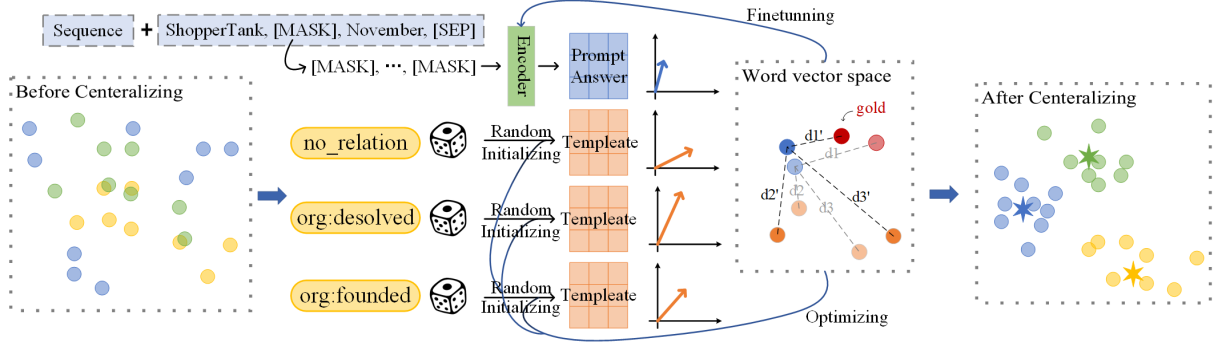 Finetunning
Sequence + ShopperTank, [MASK], November, [SEP]
[MASK], ···, [MASK]
Encoder
Prompt
Answer
Before Centeralizing
Word vector space
After Centeralizing
gold
d1'
d1
d2'
d2
d3
d3'
no_relation
Random
Initializing
Templeate
org:desolved
Random
Initializing
Templeate
org:founded
Random
Initializing
Templeate
Optimizing